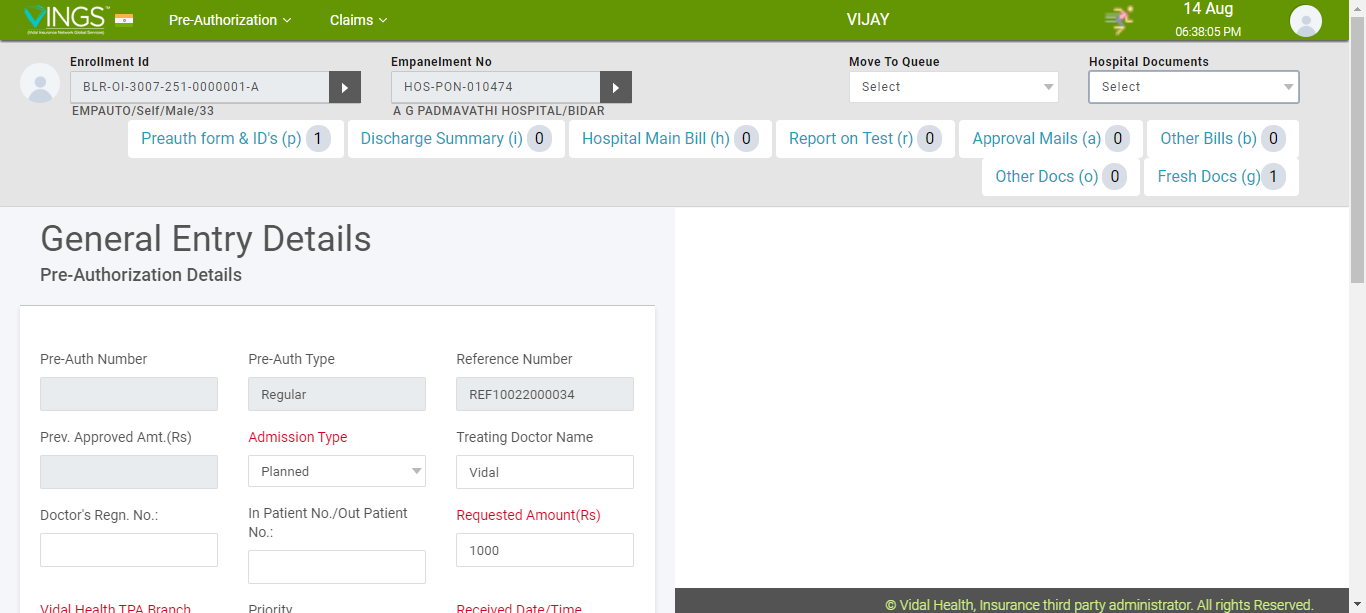 VINGS™
(Vidal Insurance Network Global Services)
Pre-Authorization
Claims
VIJAY
14 Aug
06:38:05 PM
Enrollment Id
BLR-OI-3007-251-0000001-A
EMPAUTO/Self/Male/33
Empanelment No
HOS-PON-010474
A G PADMAVATHI HOSPITAL/BIDAR
Move To Queue
Select
Hospital Documents
Select
Preauth form & ID's (p) 1
Discharge Summary (i) 0
Hospital Main Bill (h) 0
Report on Test (r) 0
Approval Mails (a) 0
Other Bills (b) 0
Other Docs (o) 0
Fresh Docs (g) 1
General Entry Details
Pre-Authorization Details
Pre-Auth Number
Pre-Auth Type
Regular
Reference Number
REF10022000034
Prev. Approved Amt.(Rs)
Admission Type
Planned
Treating Doctor Name
Vidal
Doctor's Regn. No.:
In Patient No./Out Patient
No.:
Requested Amount(Rs)
1000
Vidal Health TPA Branch
Priority
Received Date/Time
© Vidal Health, Insurance third party administrator. All rights Reserved.